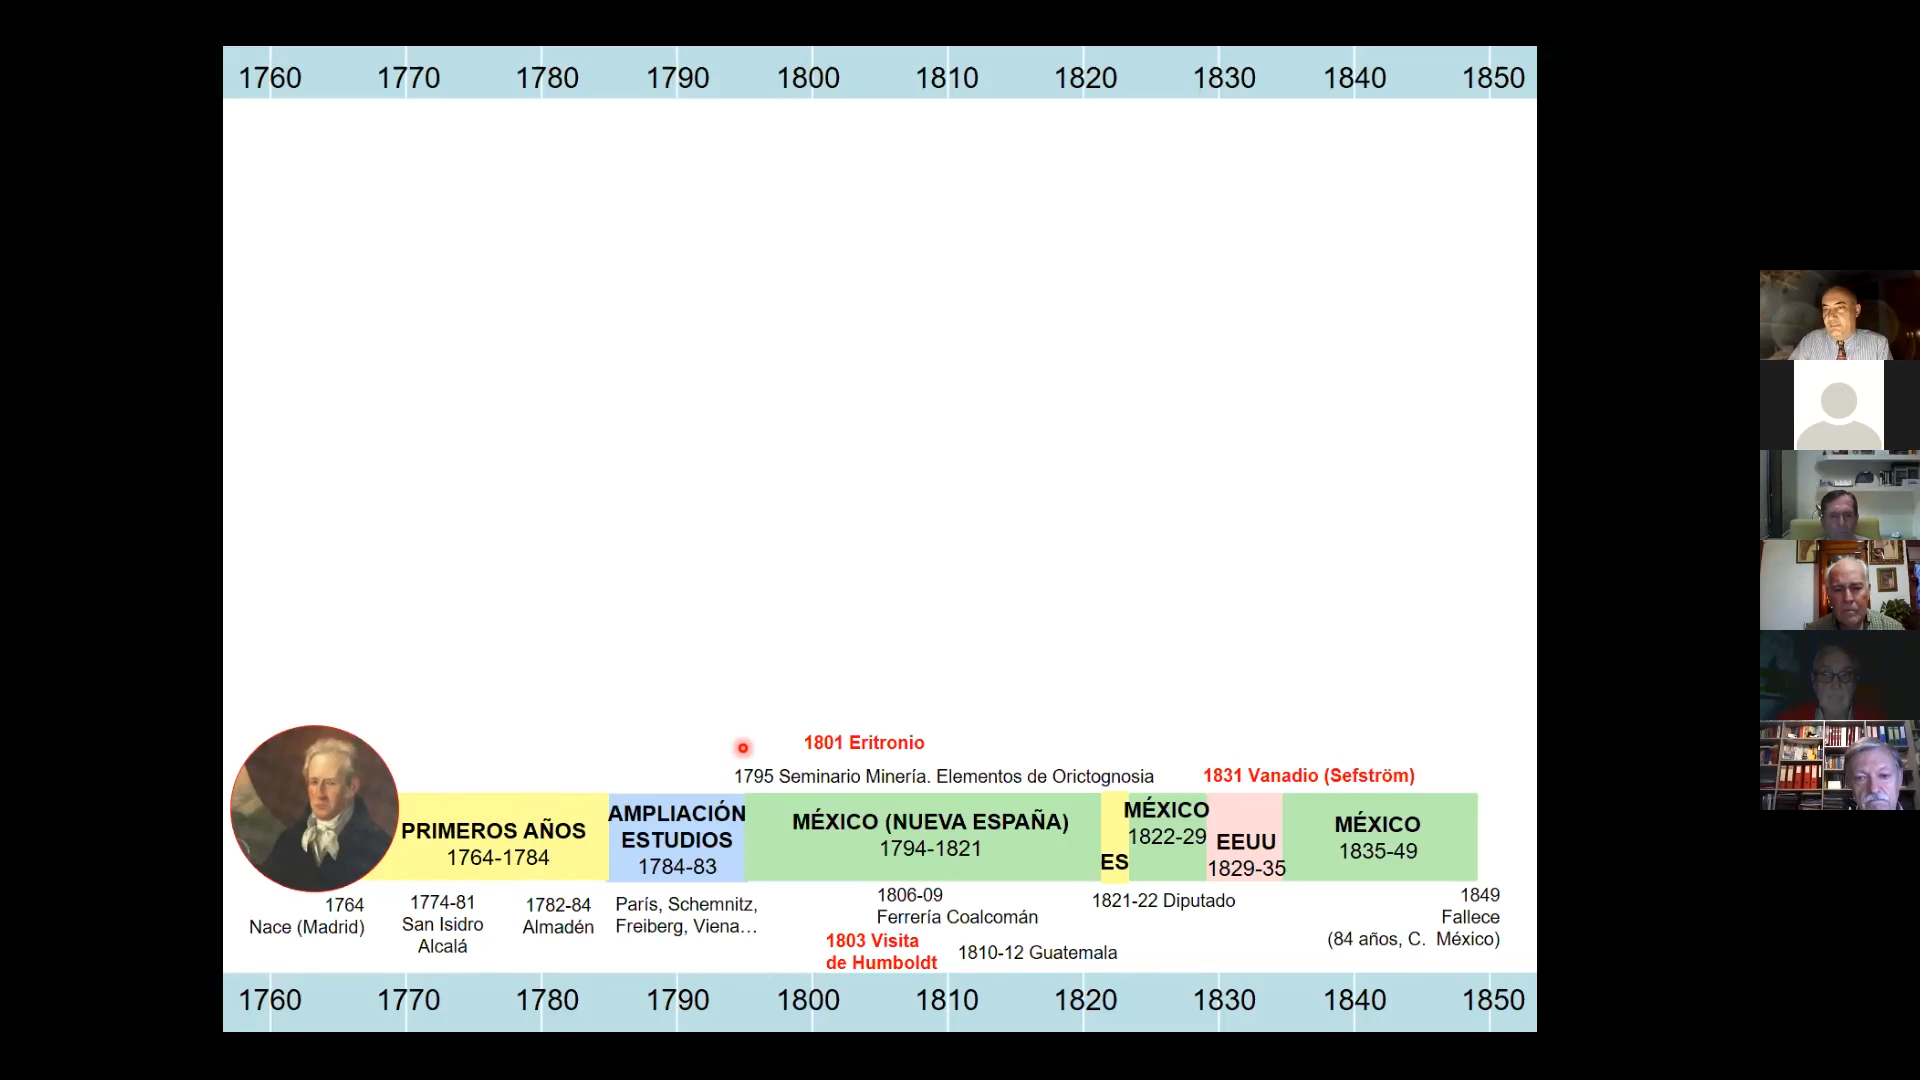 1760 1770 1780 1790 1800 1810 1820 1830 1840 1850
1801 Eritronio
1795 Seminario Minería. Elementos de Orictognosia
1831 Vanadio (Sefström)
PRIMEROS AÑOS
1764-1784
AMPLIACIÓN
ESTUDIOS
1784-83
MÉXICO (NUEVA ESPAÑA)
1794-1821
ES
MÉXICO
1822-29
EEUU
1829-35
MÉXICO
1835-49
1764
Nace (Madrid)
1774-81
San Isidro
Alcalá
1782-84
Almadén
París, Schemnitz,
Freiberg, Viena...
1806-09
Ferrería Coalcomán
1803 Visita
de Humboldt
1810-12 Guatemala
1821-22 Diputado
1849
Fallece
(84 años, C. México)
1760 1770 1780 1790 1800 1810 1820 1830 1840 1850